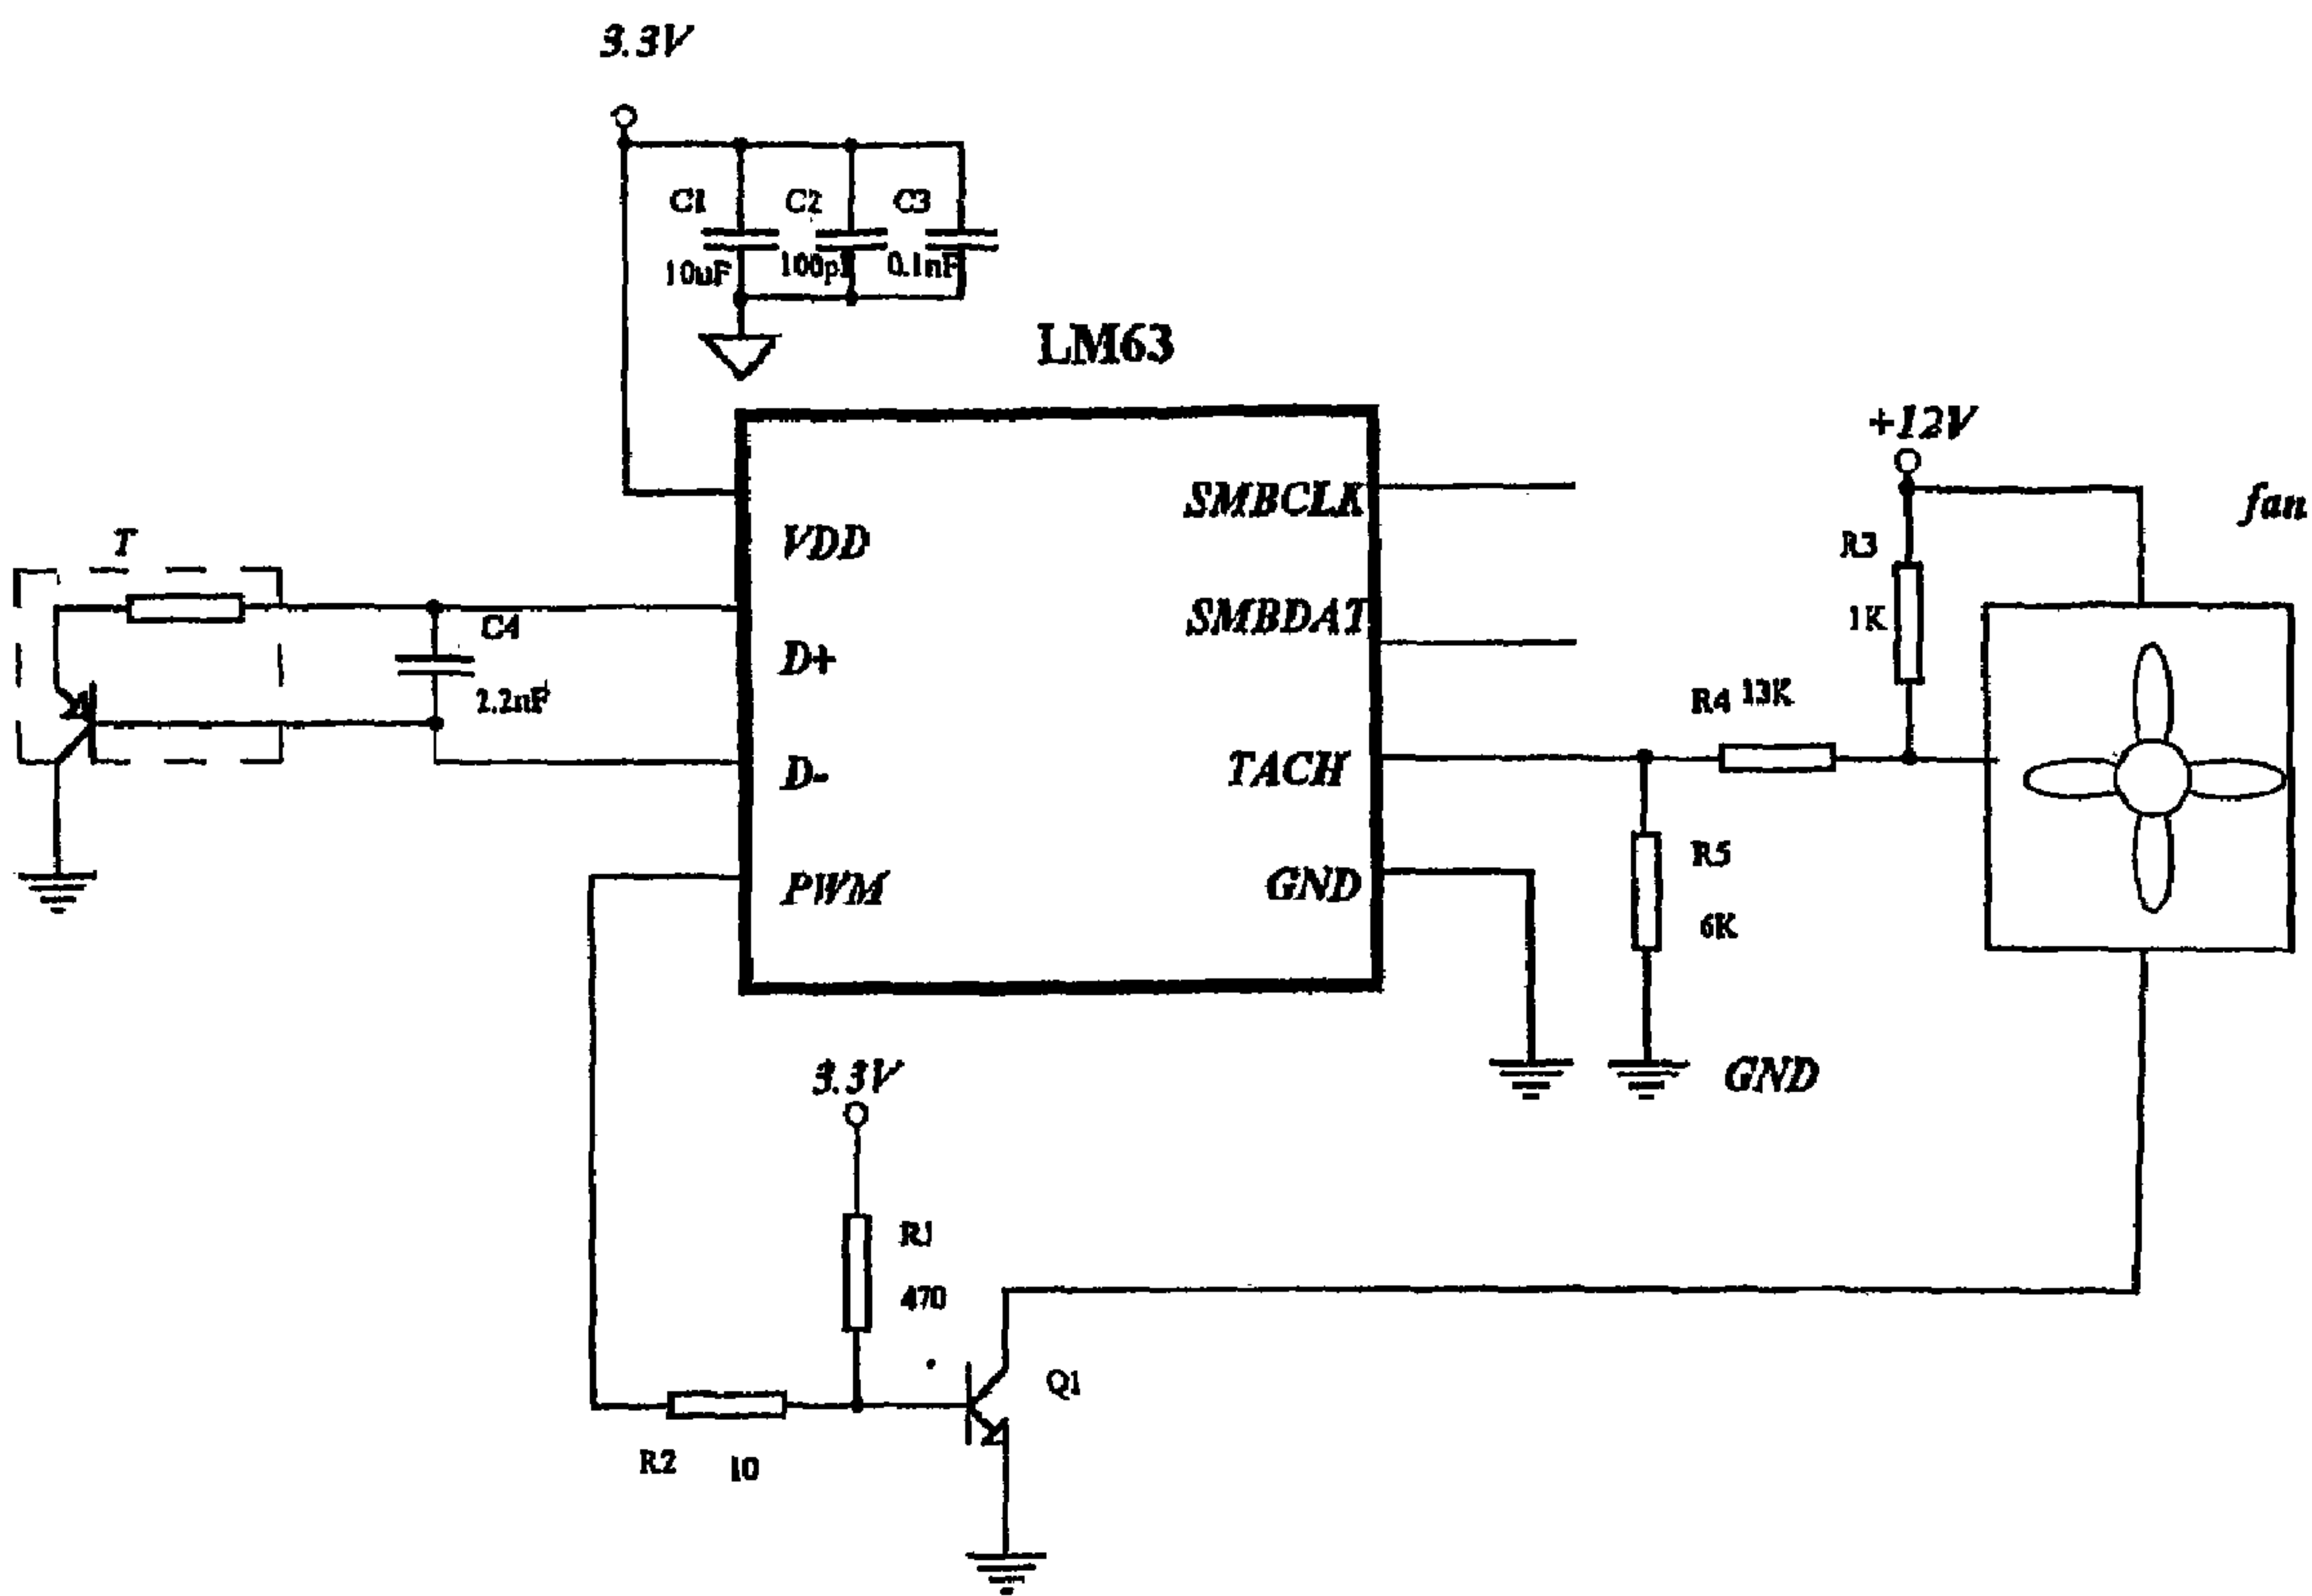 3.3V
C1
C2
C3
10uF
100pF
0.1nF
LM63
+12V
SMBCLK
fan
VDD
T
R3
SMBDAT
1K
C4
D+
2.2nF
R4 13K
D-
TACH
R5
PWM
GND
6K
3.3V
GND
R1
470
Q1
R2 10